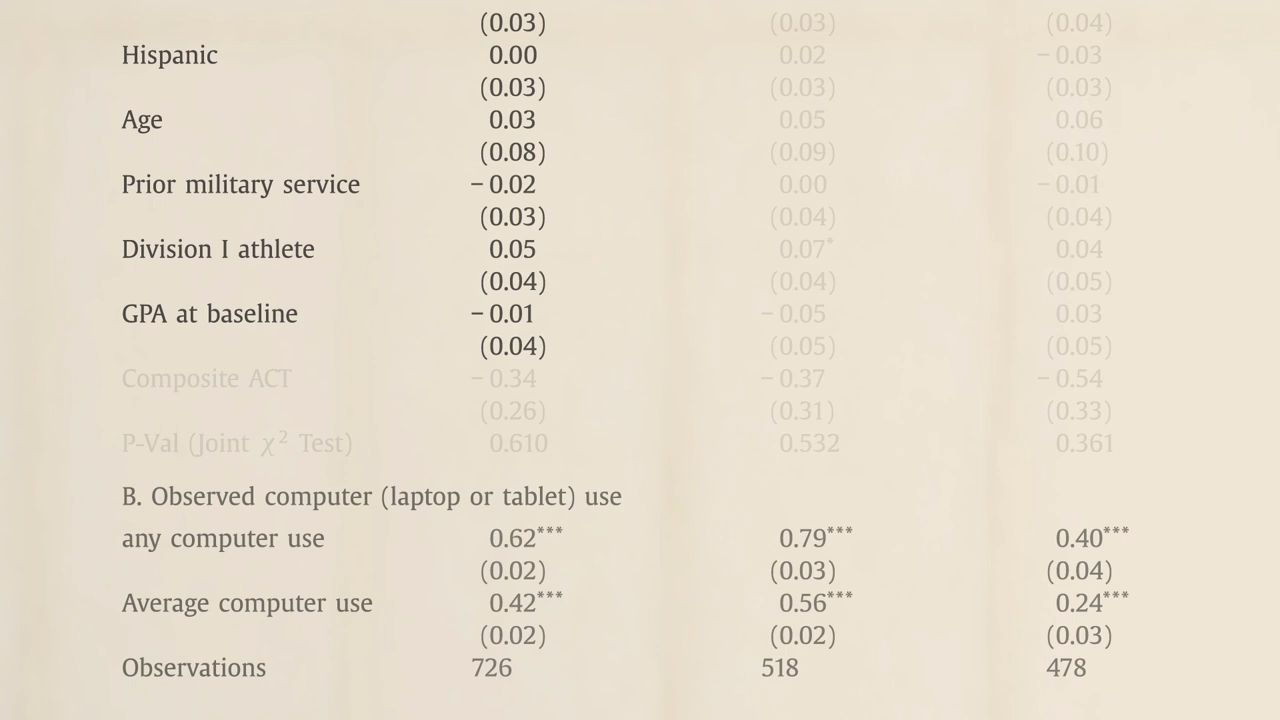 (0.03) (0.03) (0.04)
Hispanic 0.00 0.02 – 0.03
(0.03) (0.03) (0.03)
Age 0.03 0.05 0.06
(0.08) (0.09) (0.10)
Prior military service – 0.02 0.00 – 0.01
(0.03) (0.04) (0.04)
Division I athlete 0.05 0.07* 0.04
(0.04) (0.04) (0.05)
GPA at baseline – 0.01 – 0.05 0.03
(0.04) (0.05) (0.05)
Composite ACT – 0.34 – 0.37 – 0.54
(0.26) (0.31) (0.33)
P-Val (Joint χ² Test) 0.610 0.532 0.361
B. Observed computer (laptop or tablet) use
any computer use 0.62*** 0.79*** 0.40***
(0.02) (0.03) (0.04)
Average computer use 0.42*** 0.56*** 0.24***
(0.02) (0.02) (0.03)
Observations 726 518 478